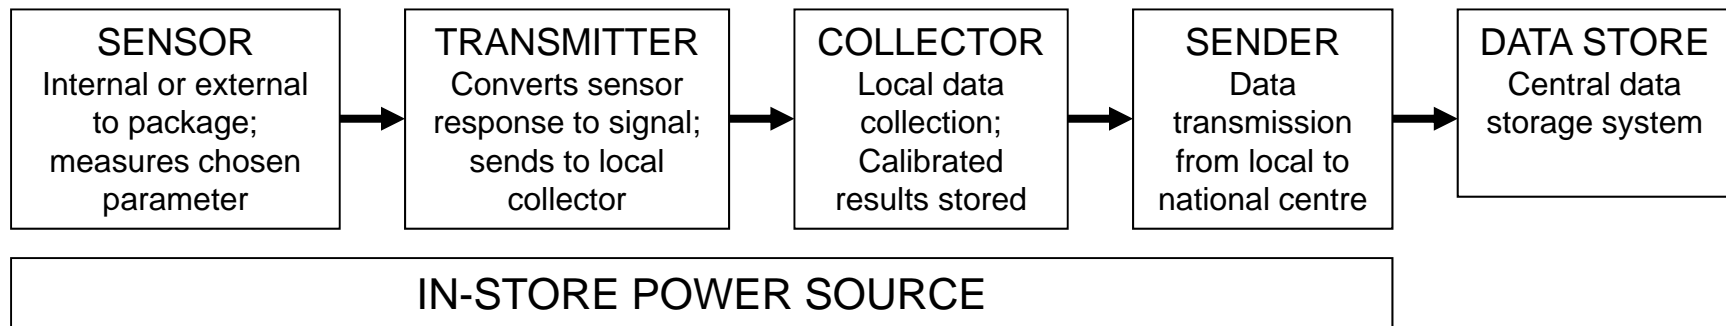 SENSOR
Internal or external
to package;
measures chosen
parameter
TRANSMITTER
Converts sensor
response to signal;
sends to local
collector
COLLECTOR
Local data
collection;
Calibrated
results stored
SENDER
Data
transmission
from local to
national centre
DATA STORE
Central data
storage system
IN-STORE POWER SOURCE